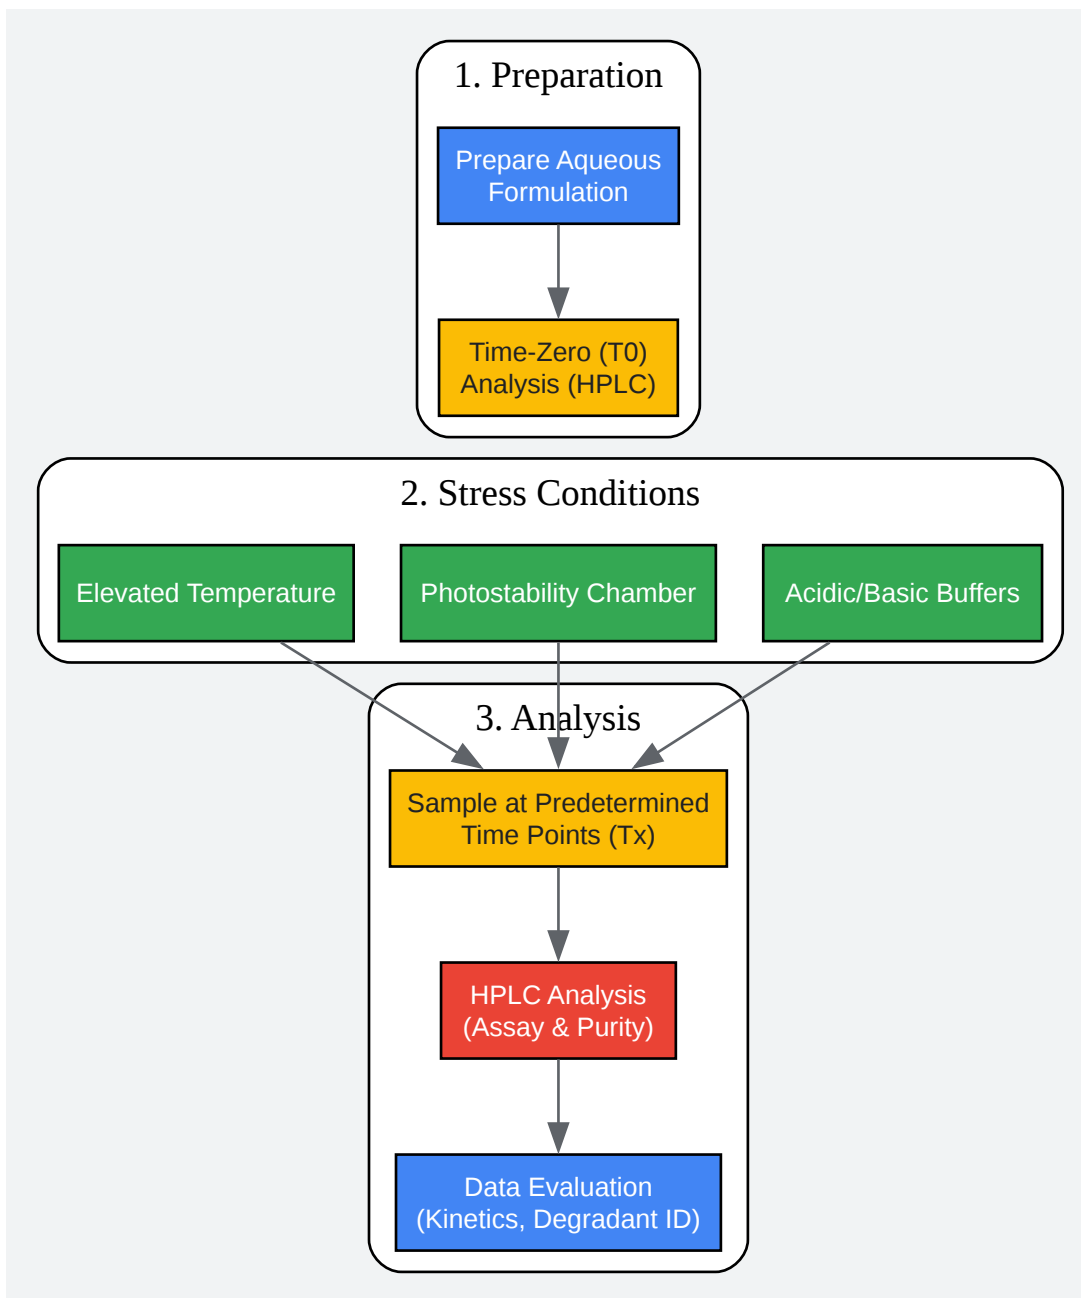 1. Preparation
Prepare Aqueous
Formulation
Time-Zero (T0)
Analysis (HPLC)
2. Stress Conditions
Elevated Temperature
Photostability Chamber
Acidic/Basic Buffers
3. Analysis
Sample at Predetermined
Time Points (Tx)
HPLC Analysis
(Assay & Purity)
Data Evaluation
(Kinetics, Degradant ID)